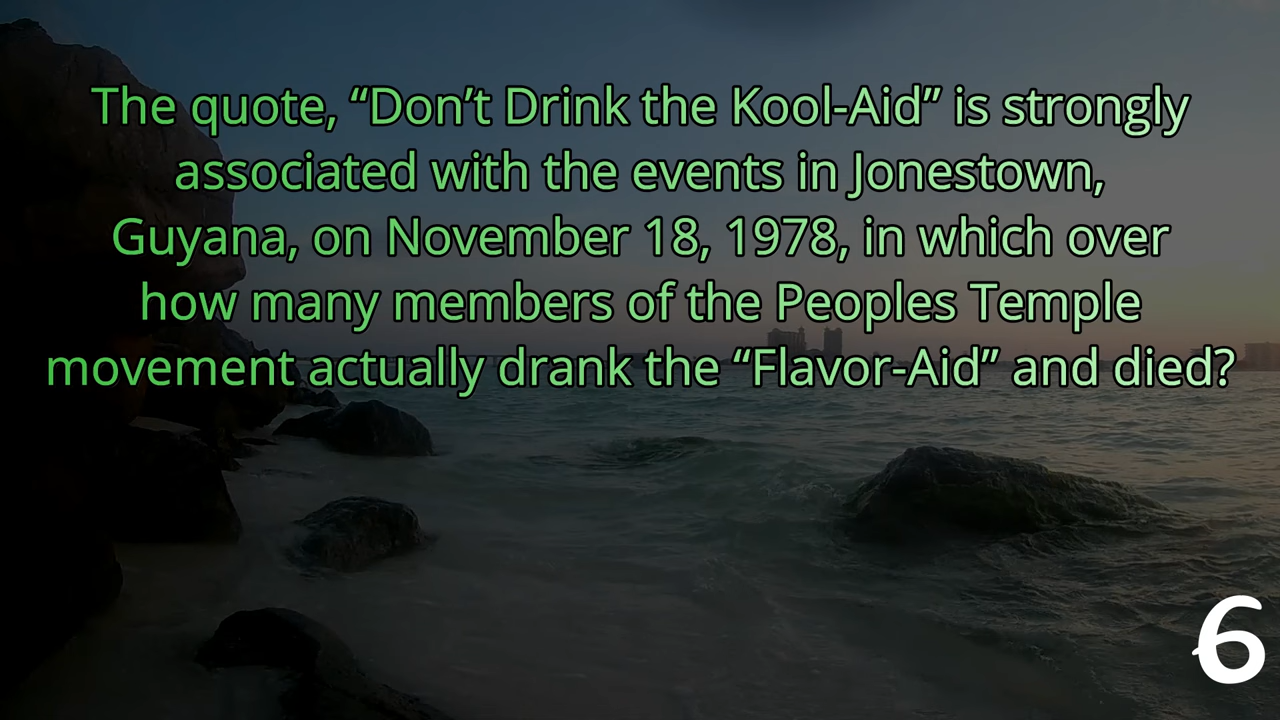 The quote, “Don’t Drink the Kool-Aid” is strongly
associated with the events in Jonestown,
Guyana, on November 18, 1978, in which over
how many members of the Peoples Temple
movement actually drank the “Flavor-Aid” and died?
6